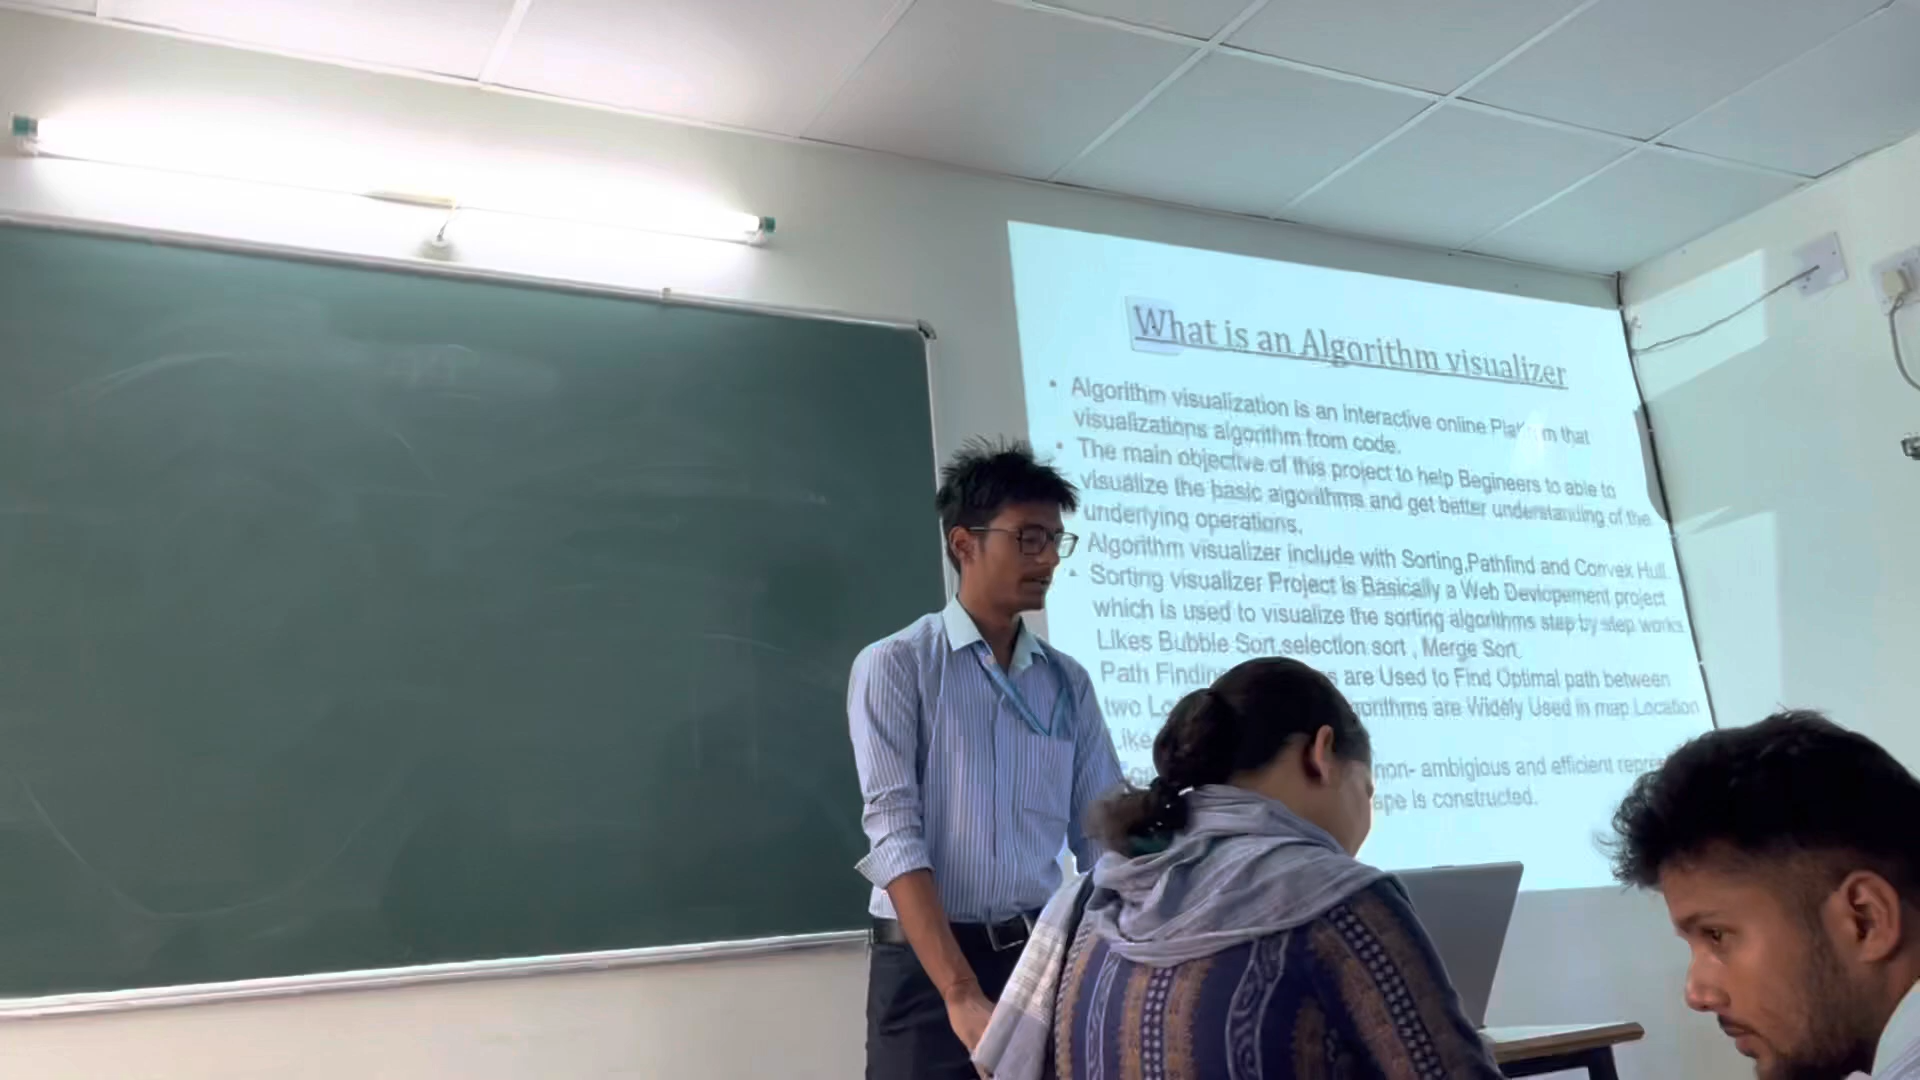 What is an Algorithm visualizer
• Algorithm visualization is an interactive online Plat m that
visualizations algorithm from code.
• The main objective of this project to help Begineers to able to
visualize the basic algorithms and get better understanding of the
underlying operations.
Algorithm visualizer include with Sorting,Pathfind and Convex Hull.
• Sorting visualizer Project is Basically a Web Devlopement project
which is used to visualize the sorting algorithms step by step works.
Likes Bubble Sort,selection sort , Merge Sort.
Path Finding are Used to Find Optimal path between
two are Widely Used in map Location
Like
non- ambigious and efficient
is constructed.